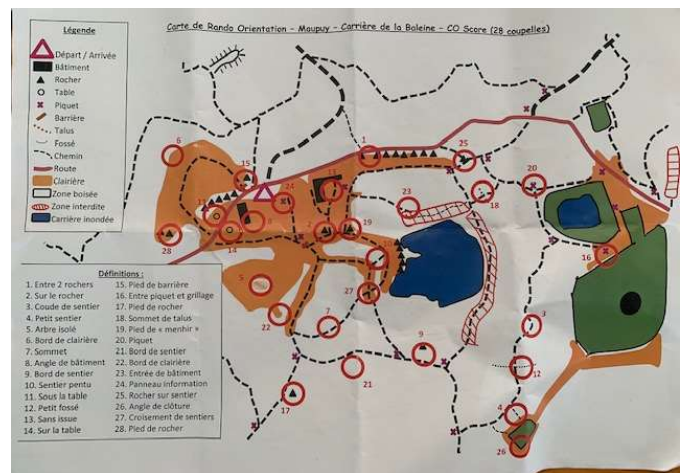 Carte de Rando Orientation - Maupuy - Carrière de la Baleine - CO Score (28 coupelles)
Légende
Départ / Arrivée
Bâtiment
Rocher
Table
Piquet
Barrière
Talus
Fossé
Chemin
Route
Clairière
Zone boisée
Zone interdite
Carrière inondée
Définitions :
1. Entre 2 rochers
2. Sur le rocher
3. Coude de sentier
4. Petit sentier
5. Arbre isolé
6. Bord de clairière
7. Sommet
8. Angle de bâtiment
9. Bord de sentier
10. Sentier pentu
11. Sous la table
12. Petit fossé
13. Sans issue
14. Sur la table
15. Pied de barrière
16. Entre piquet et grillage
17. Pied de rocher
18. Sommet de talus
19. Pied de « menhir »
20. Piquet
21. Bord de sentier
22. Bord de clairière
23. Entrée de bâtiment
24. Panneau information
25. Rocher sur sentier
26. Angle de clôture
27. Croisement de sentiers
28. Pied de rocher
6
15
1
25
20
24
23
18
28
14
8
19
16
5
27
22
7
3
9
21
12
17
4
26